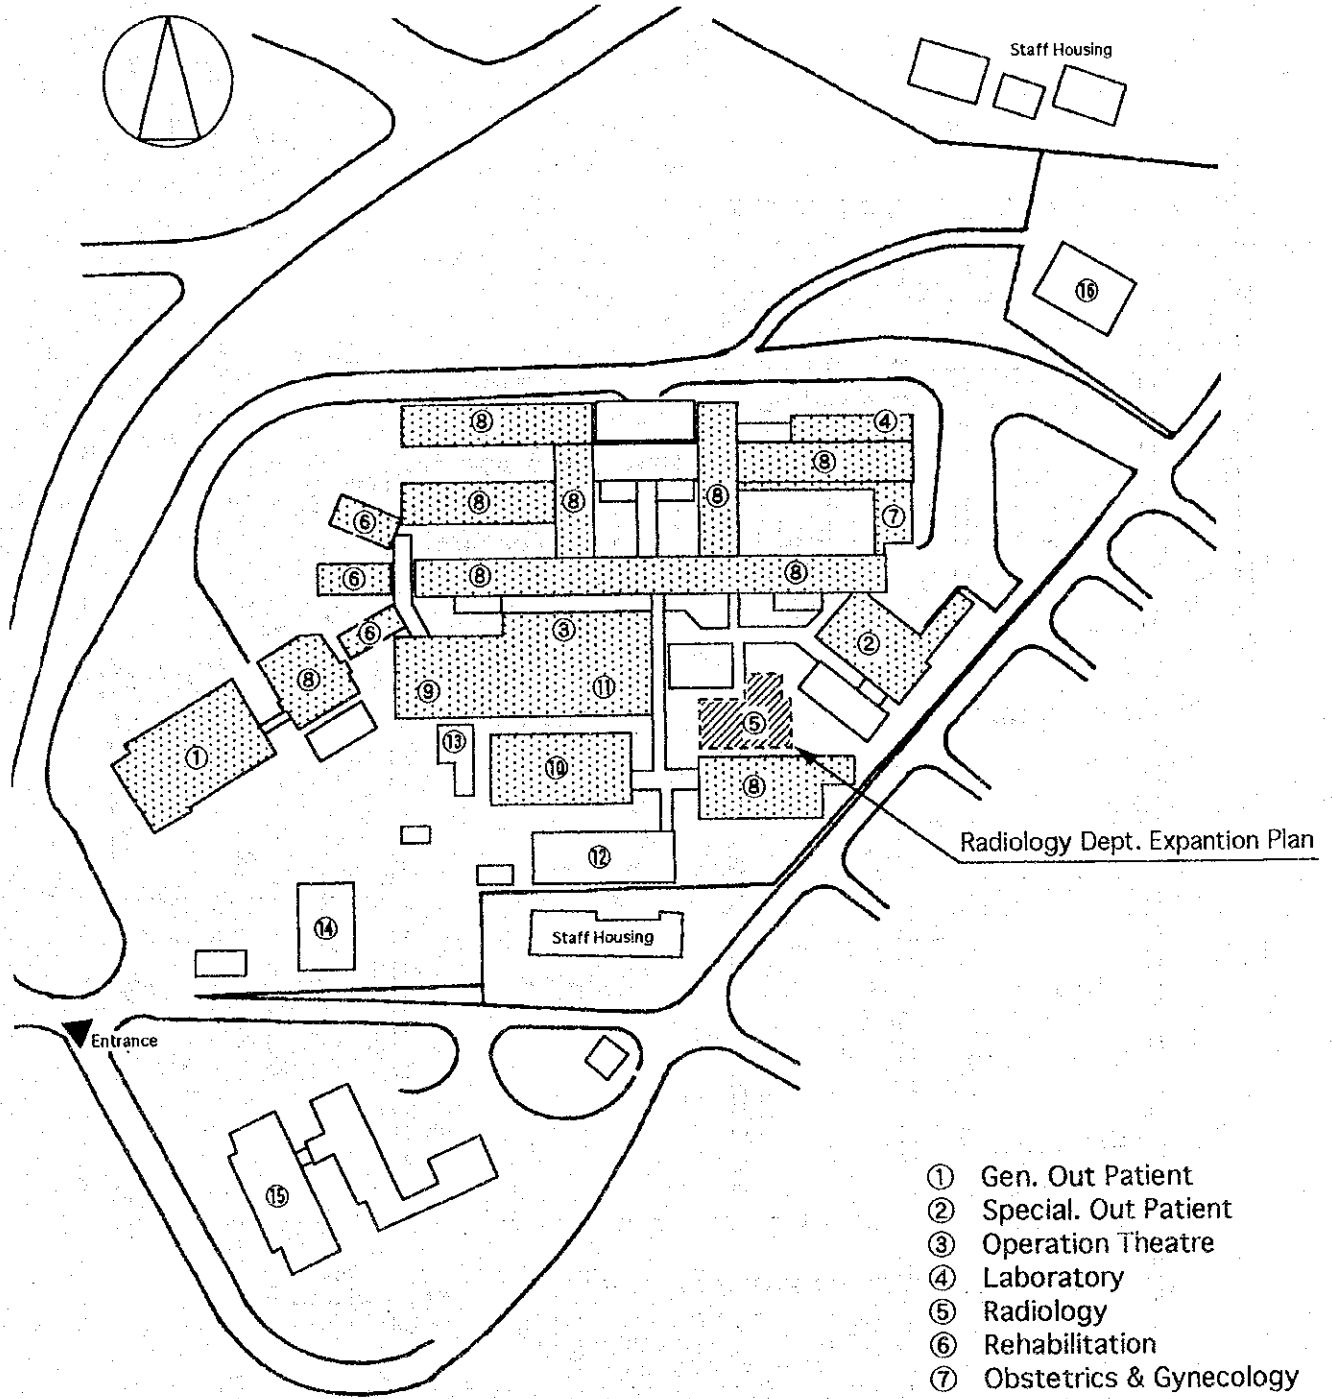 Staff Housing
⑯
⑧
④
⑧
⑧
⑧
⑧
⑦
⑥
⑥
⑧
⑧
⑥
③
②
⑧
⑨
⑪
①
⑬
⑤
⑩
⑧
Radiology Dept. Expantion Plan
⑫
⑭
Staff Housing
Entrance
⑮
① Gen. Out Patient
② Special. Out Patient
③ Operation Theatre
④ Laboratory
⑤ Radiology
⑥ Rehabilitation
⑦ Obstetrics & Gynecology